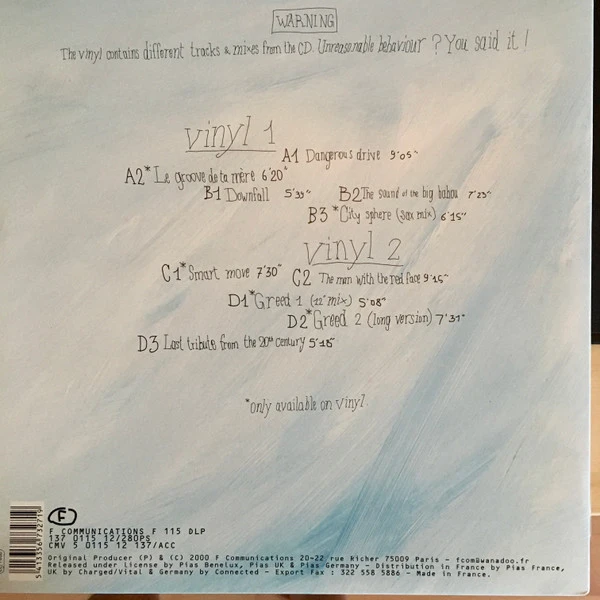 WARNING
The vinyl contains different tracks & mixes from the CD. Unreasonable behaviour ? You said it !
vinyl 1
A1 Dangerous drive 9'05"
A2* Le groove de ta mère 6'20"
B1 Downfall 5'39" B2 The sound of the big babou 7'23"
B3 *City sphere (sax mix) 6'15"
vinyl 2
C1* Smart move 7'30" C2 The man with the red face 9'15"
D1* Greed 1 (12" mix) 5'08"
D2* Greed 2 (long version) 7'31"
D3 Last tribute from the 20th century 5'18"
*only available on vinyl.
F
F COMMUNICATIONS F 115 DLP
137 0115 12/280PS
CMV 5 0115 12 137/ACC
Original Producer (P) & (C) 2000 F Communications 20-22 rue Richer 75009 Paris - fcom@wanadoo.fr
Released under license by Pias Benelux, Pias UK & Pias Germany - Distribution in France by Pias France,
UK by Charged/Vital & Germany by Connected - Export Fax : 322 558 5886 - Made in France.
5 413356 732719